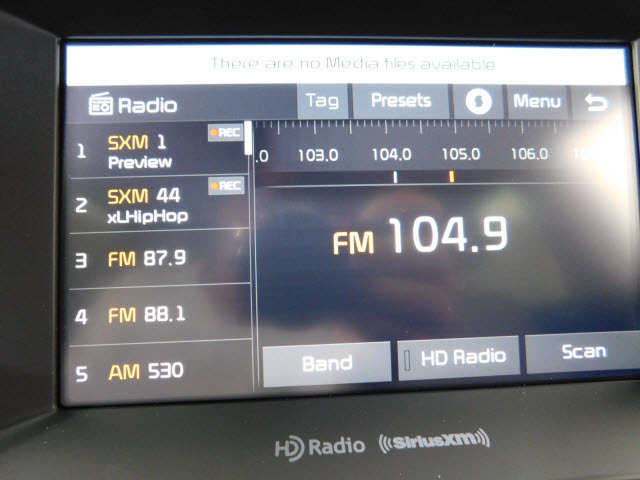 There are no Media files available
Radio
Tag
Presets
Menu
1 SXM 1 REC
Preview
2 SXM 44 REC
xLHipHop
3 FM 87.9
4 FM 88.1
5 AM 530
.0 103.0 104.0 105.0 106.0
FM 104.9
Band
HD Radio
Scan
HD Radio
SiriusXM